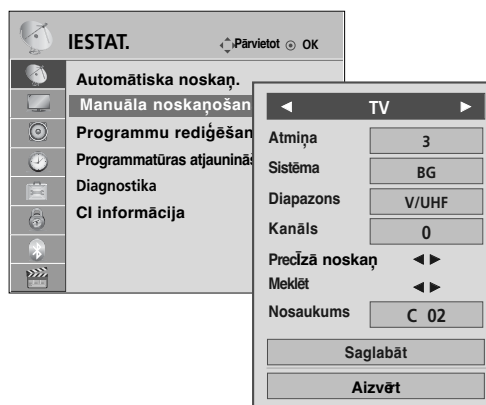 IESTAT.
Pārvietot OK
Automātiska noskaņ.
Manuāla noskaņošan
Programmu rediģēšan
Programmatūras atjaunināš
Diagnostika
CI informācija
◄ TV ►
Atmiņa 3
Sistēma BG
Diapazons V/UHF
Kanāls 0
Precīzā noskaņ ◄ ►
Meklēt ◄ ►
Nosaukums C 02
Saglabāt
Aizvērt